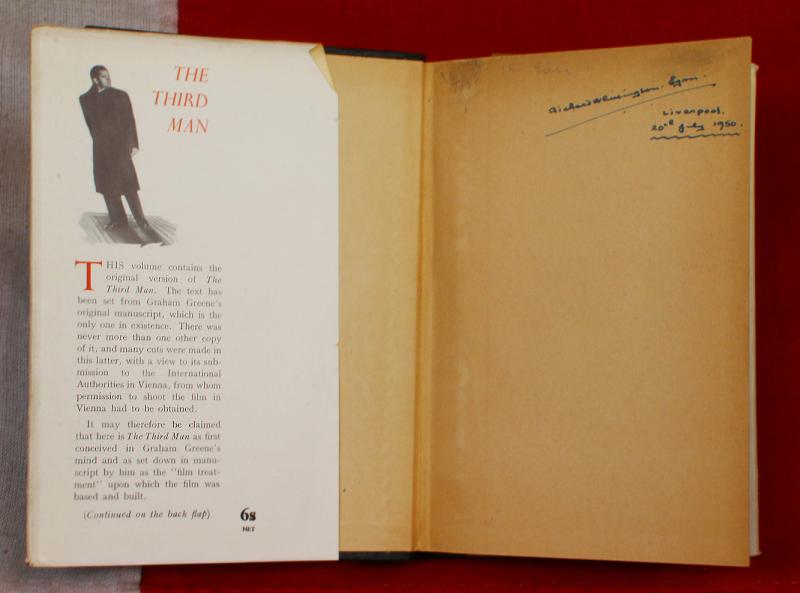 THE
THIRD
MAN
THIS volume contains the
original version of The
Third Man. The text has
been set from Graham Greene's
original manuscript, which is the
only one in existence. There was
never more than one other copy
of it, and many cuts were made in
this latter, with a view to its sub-
mission to the International
Authorities in Vienna, from whom
permission to shoot the film in
Vienna had to be obtained.
It may therefore be claimed
that here is The Third Man as first
conceived in Graham Greene's
mind and as set down in manu-
script by him as the "film treat-
ment" upon which the film was
based and built.
(Continued on the back flap)
6s
NET
Richard
Liverpool.
20th July 1950.